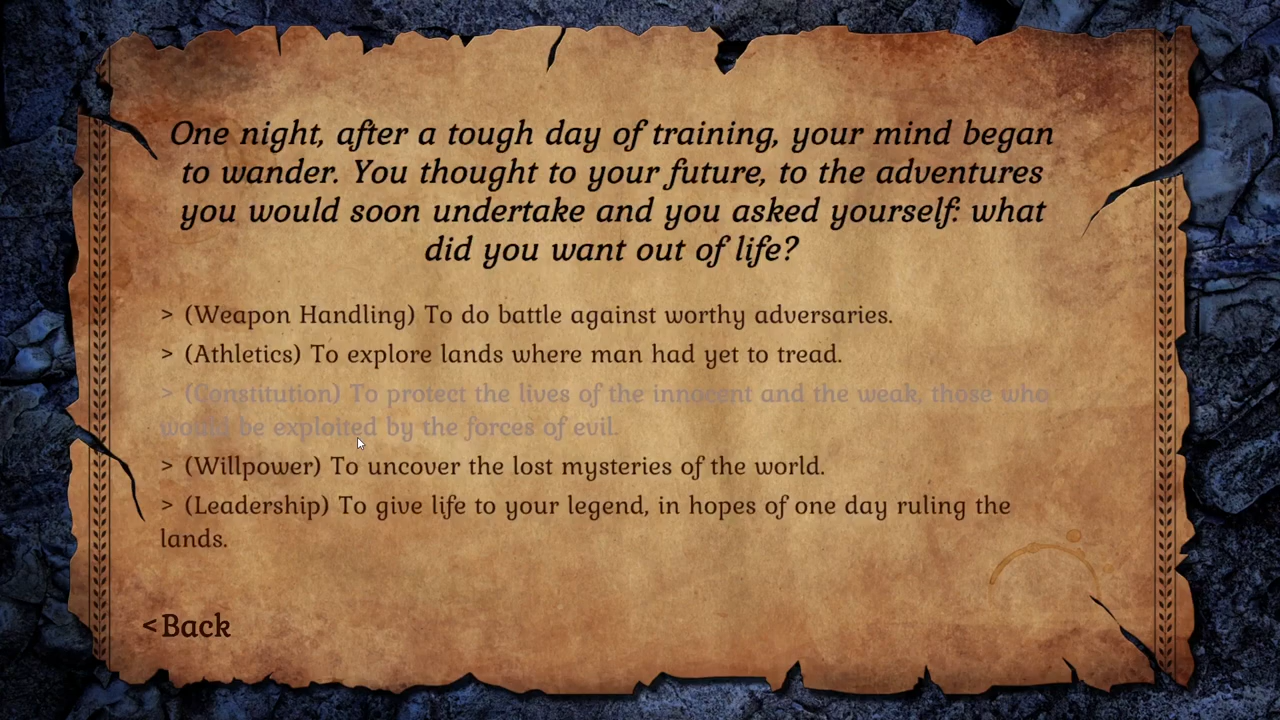 One night, after a tough day of training, your mind began
to wander. You thought to your future, to the adventures
you would soon undertake and you asked yourself: what
did you want out of life?
> (Weapon Handling) To do battle against worthy adversaries.
> (Athletics) To explore lands where man had yet to tread.
> (Constitution) To protect the lives of the innocent and the weak, those who
would be exploited by the forces of evil.
> (Willpower) To uncover the lost mysteries of the world.
> (Leadership) To give life to your legend, in hopes of one day ruling the
lands.
<Back